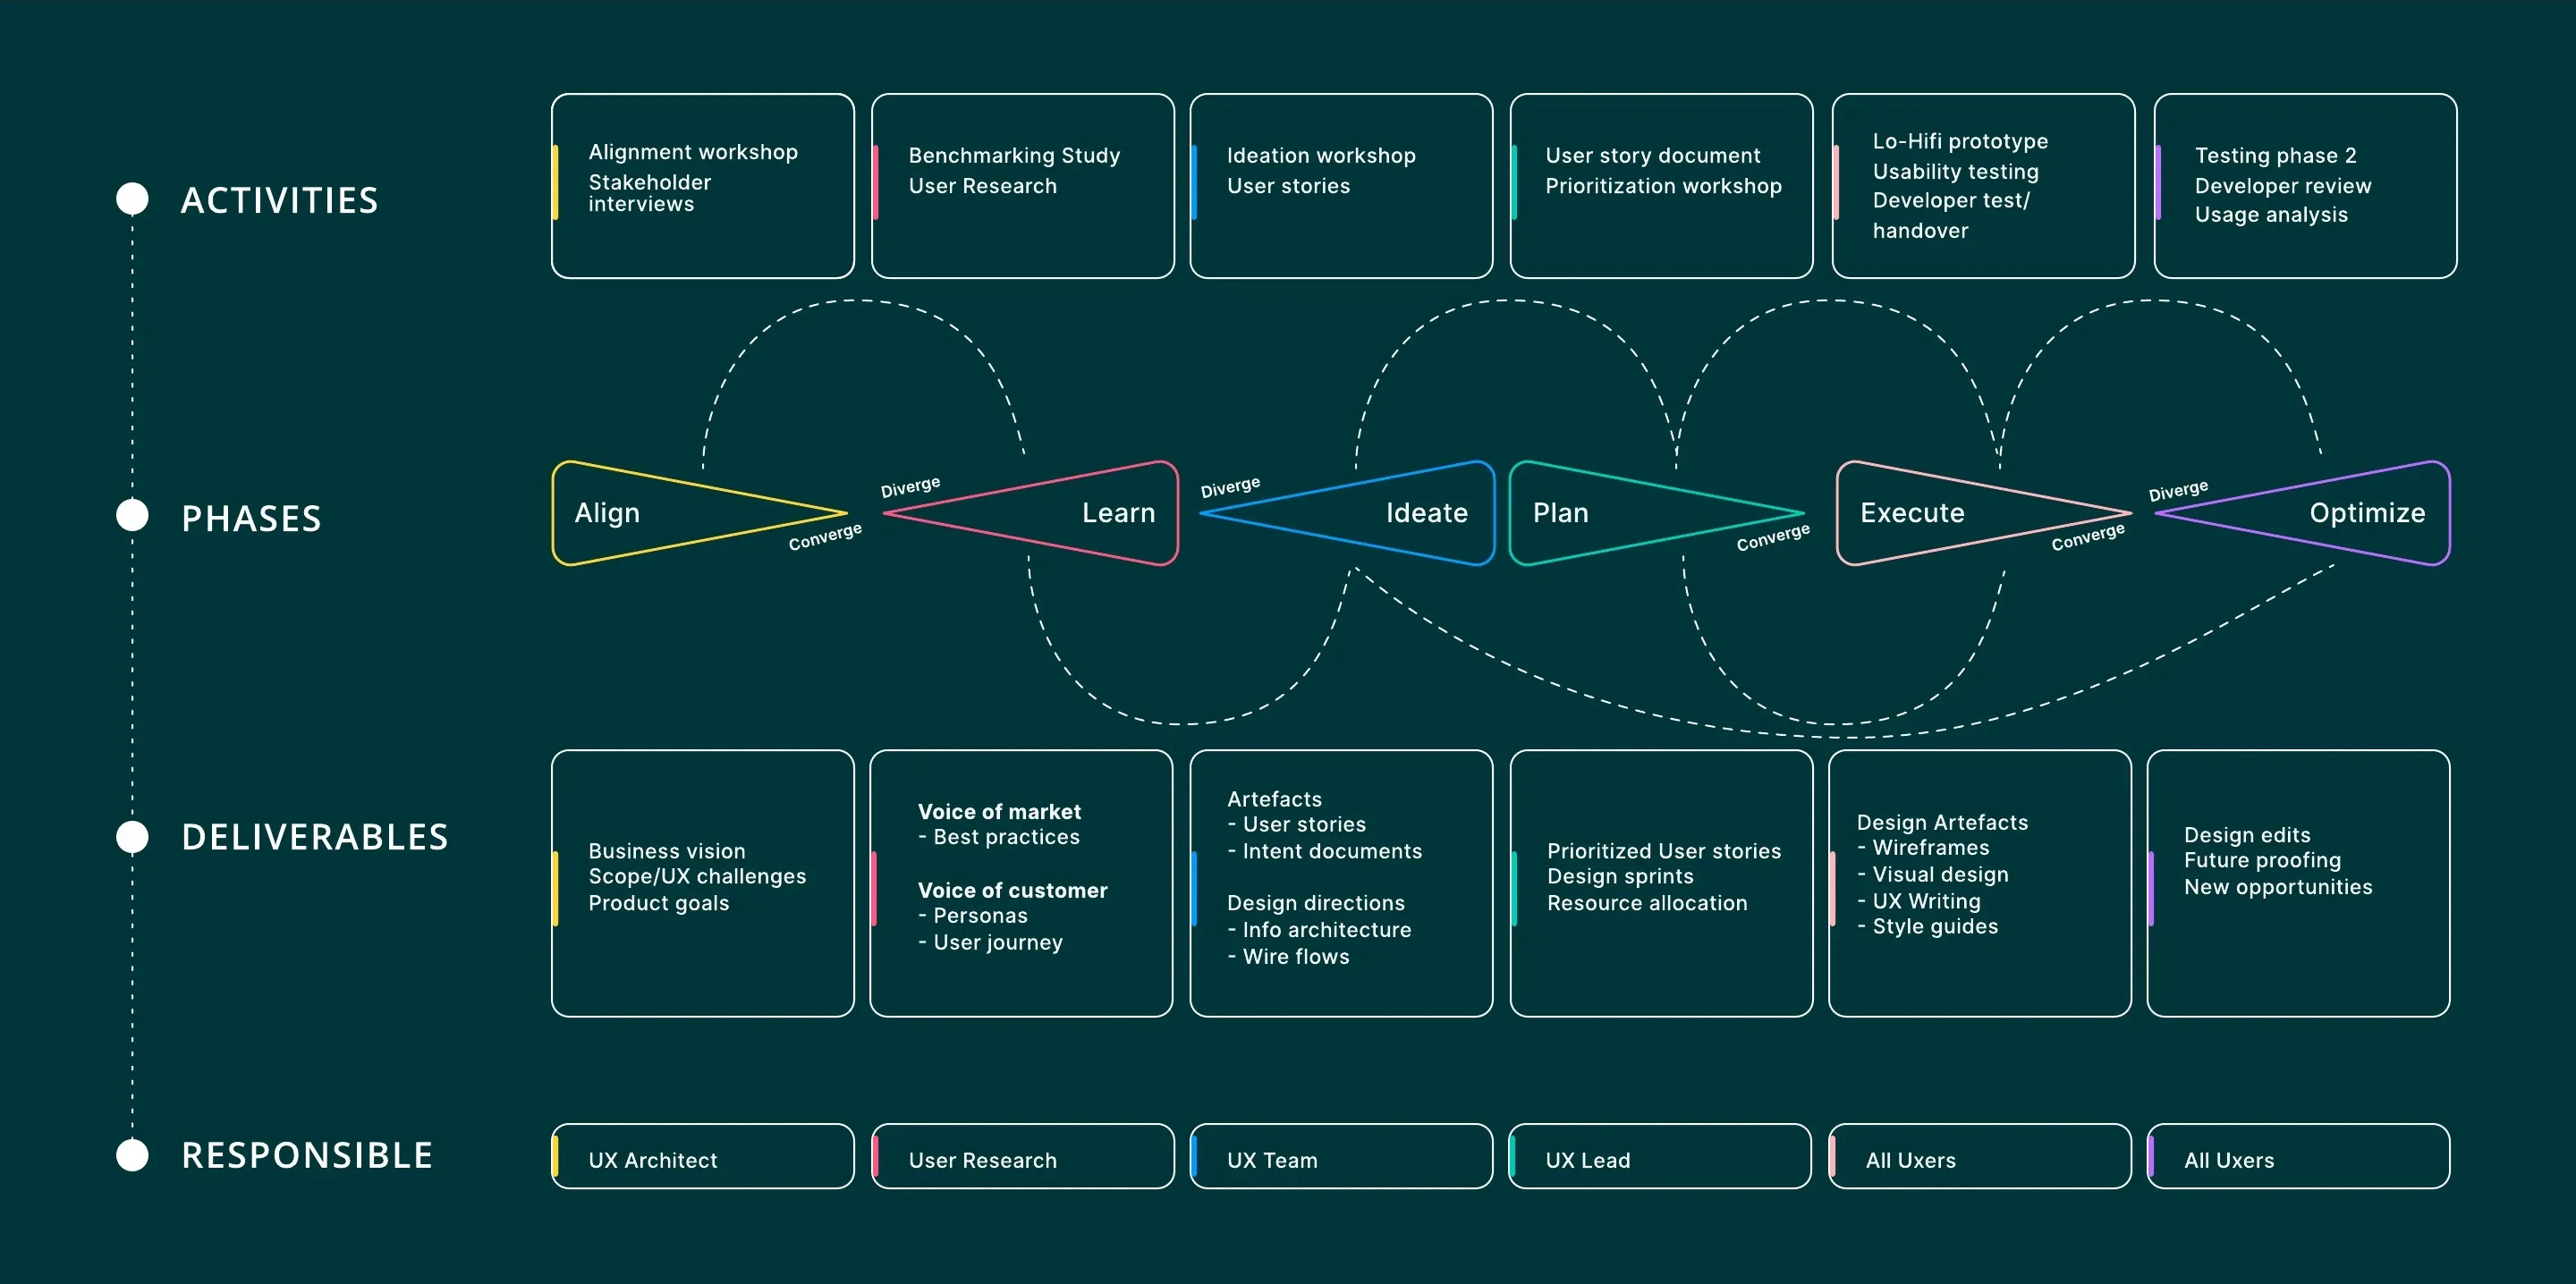 ACTIVITIES
Alignment workshop
Stakeholder
interviews
Benchmarking Study
User Research
Ideation workshop
User stories
User story document
Prioritization workshop
Lo-Hifi prototype
Usability testing
Developer test/
handover
Testing phase 2
Developer review
Usage analysis
PHASES
Align
Converge
Diverge
Learn
Diverge
Ideate
Plan
Converge
Execute
Converge
Diverge
Optimize
DELIVERABLES
Business vision
Scope/UX challenges
Product goals
Voice of market
- Best practices
Voice of customer
- Personas
- User journey
Artefacts
- User stories
- Intent documents
Design directions
- Info architecture
- Wire flows
Prioritized User stories
Design sprints
Resource allocation
Design Artefacts
- Wireframes
- Visual design
- UX Writing
- Style guides
Design edits
Future proofing
New opportunities
RESPONSIBLE
UX Architect
User Research
UX Team
UX Lead
All Uxers
All Uxers